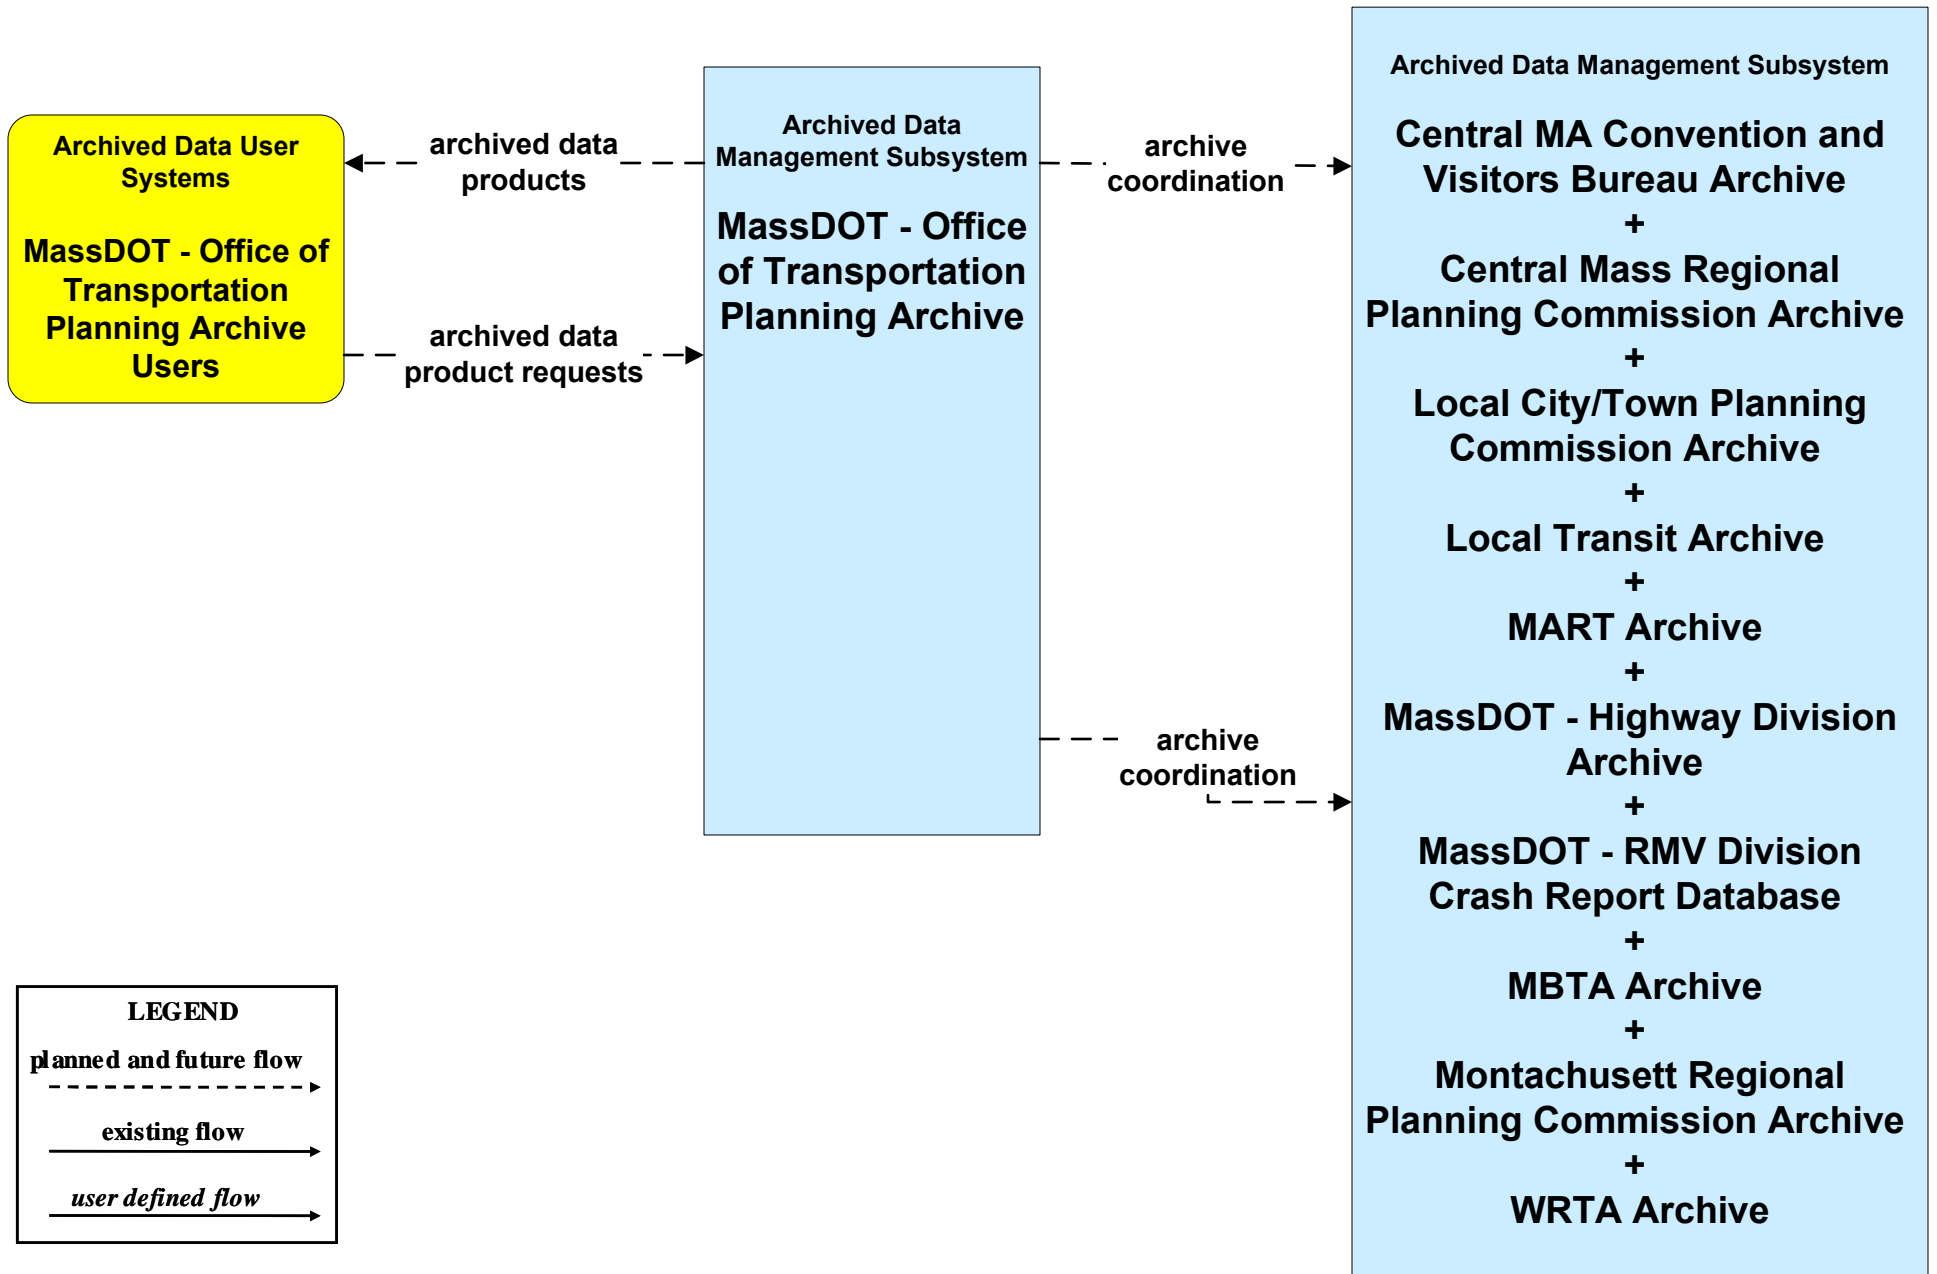 Archived Data User
Systems
MassDOT - Office of
Transportation
Planning Archive
Users
archived data
products
archived data
product requests
Archived Data
Management Subsystem
MassDOT - Office
of Transportation
Planning Archive
archive
coordination
archive
coordination
Archived Data Management Subsystem
Central MA Convention and
Visitors Bureau Archive
+
Central Mass Regional
Planning Commission Archive
+
Local City/Town Planning
Commission Archive
+
Local Transit Archive
+
MART Archive
+
MassDOT - Highway Division
Archive
+
MassDOT - RMV Division
Crash Report Database
+
MBTA Archive
+
Montachusett Regional
Planning Commission Archive
+
WRTA Archive
LEGEND
planned and future flow
existing flow
user defined flow